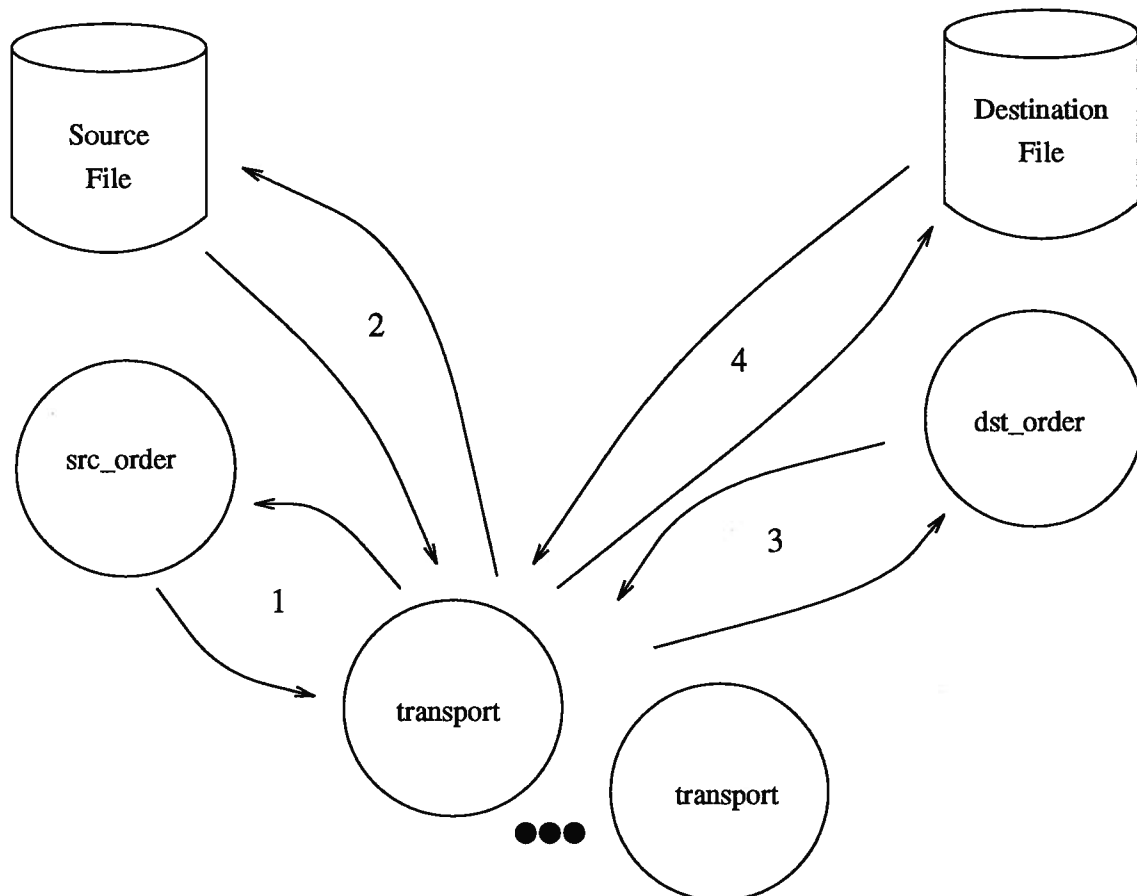 Source
File
Destination
File
2
4
src_order
dst_order
3
1
transport
transport